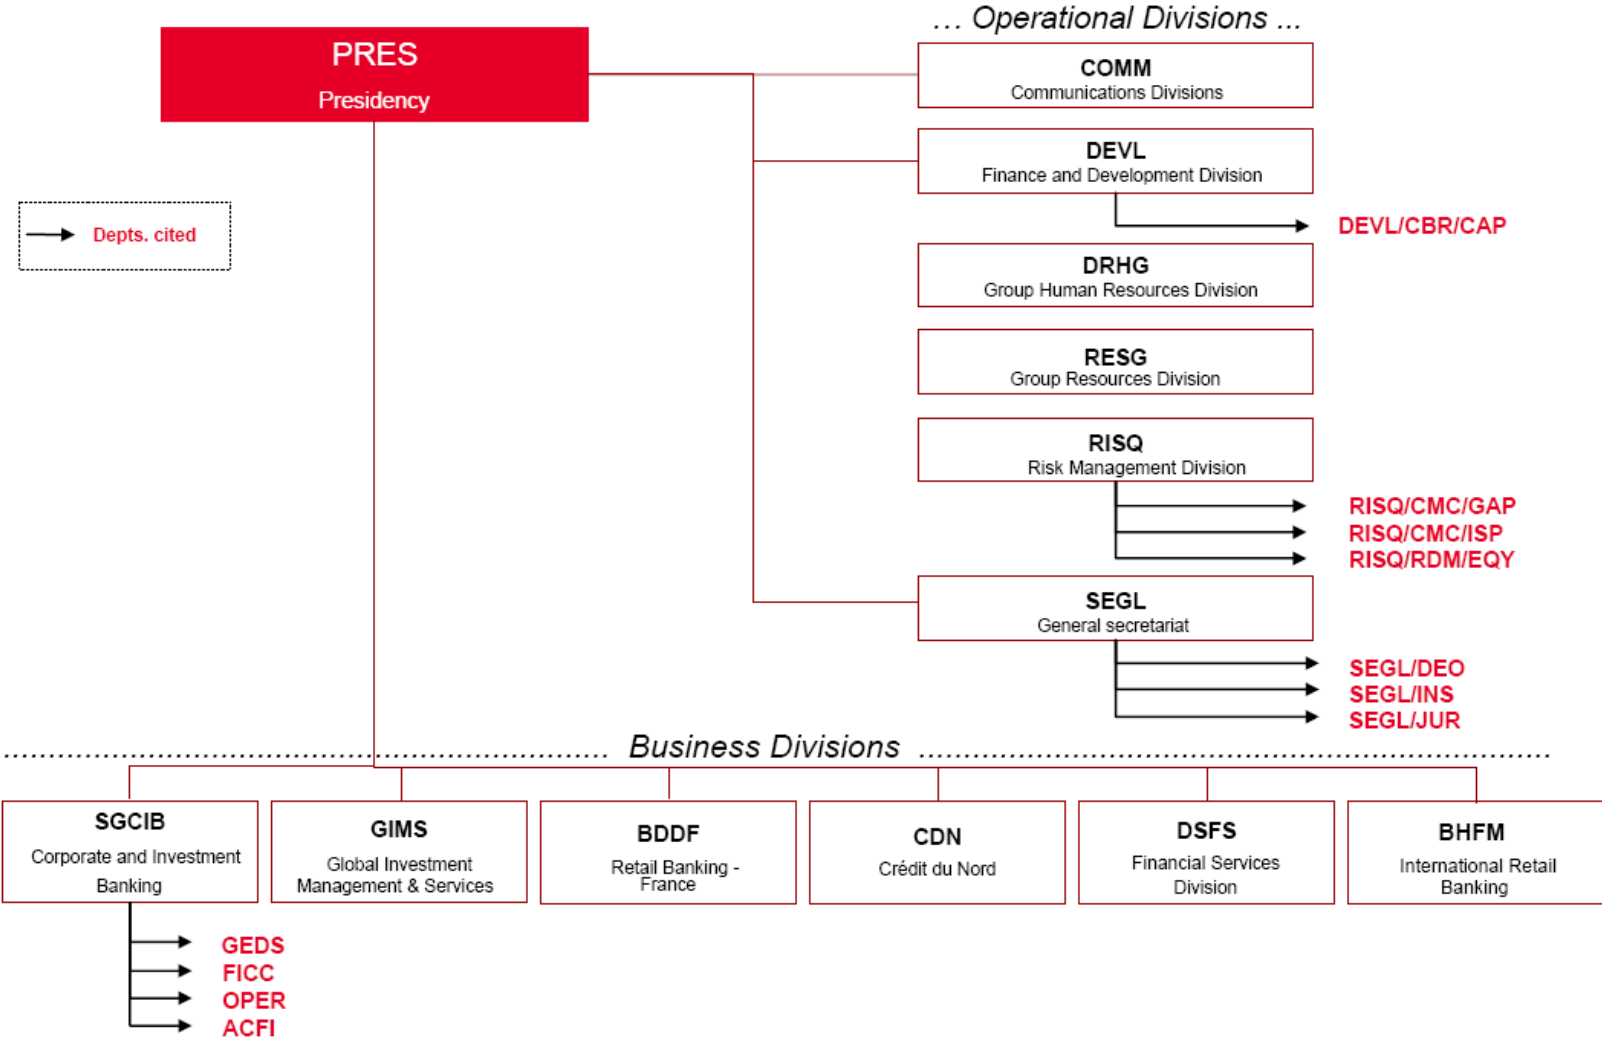 ... Operational Divisions ...
PRES
Presidency
COMM
Communications Divisions
DEVL
Finance and Development Division
Depts. cited
DEVL/CBR/CAP
DRHG
Group Human Resources Division
RESG
Group Resources Division
RISQ
Risk Management Division
RISQ/CMC/GAP
RISQ/CMC/ISP
RISQ/RDM/EQY
SEGL
General secretariat
SEGL/DEO
SEGL/INS
SEGL/JUR
Business Divisions
SGCIB
Corporate and Investment
Banking
GIMS
Global Investment
Management & Services
BDDF
Retail Banking -
France
CDN
Crédit du Nord
DSFS
Financial Services
Division
BHFM
International Retail
Banking
GEDS
FICC
OPER
ACFI